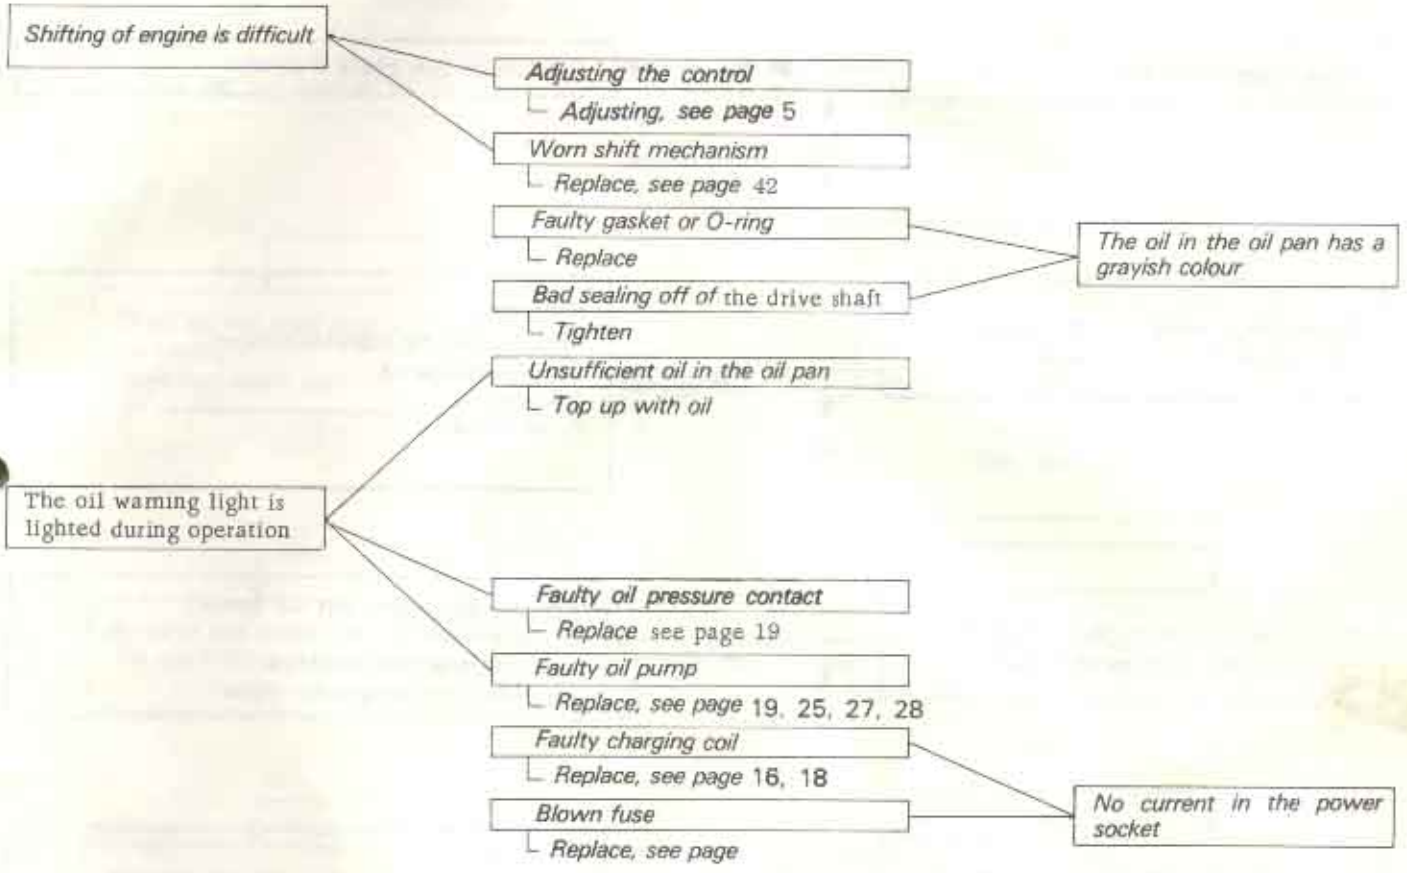 Shifting of engine is difficult
Adjusting the control
Adjusting, see page 5
Worn shift mechanism
Replace, see page 42
Faulty gasket or O-ring
Replace
The oil in the oil pan has a
grayish colour
Bad sealing off of the drive shaft
Tighten
Unsufficient oil in the oil pan
Top up with oil
The oil warning light is
lighted during operation
Faulty oil pressure contact
Replace see page 19
Faulty oil pump
Replace, see page 19, 25, 27, 28
Faulty charging coil
Replace, see page 16, 18
Blown fuse
No current in the power
socket
Replace, see page